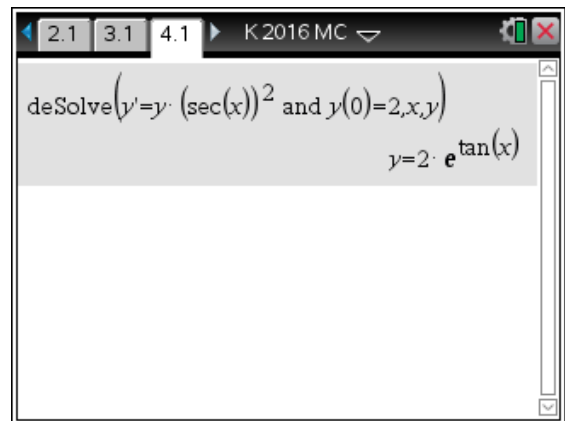 2.1 3.1 4.1 K 2016 MC
deSolve(y'=y·(sec(x))² and y(0)=2,x,y)
y=2·e^tan(x)